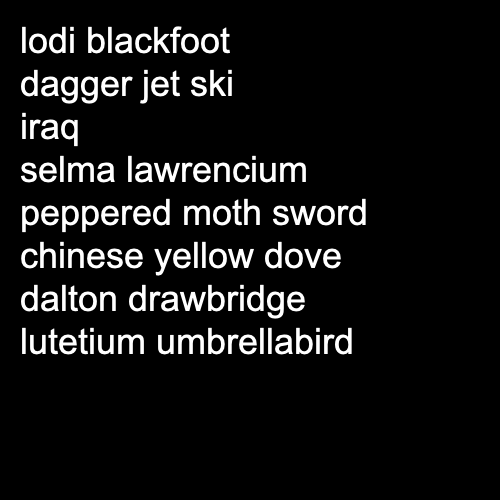 lodi blackfoot
dagger jet ski
iraq
selma lawrencium
peppered moth sword
chinese yellow dove
dalton drawbridge
lutetium umbrellabird